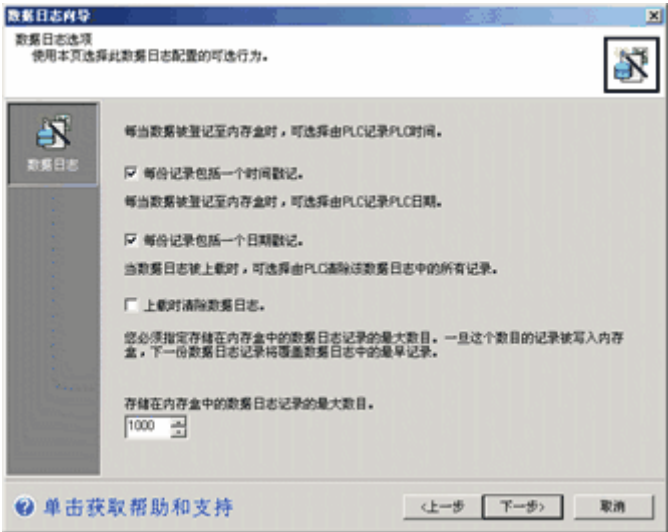 数据日志向导
数据日志选项
使用本页选择此数据日志配置的可选行为。
数据日志
每当数据被登记至内存盒时，可选择由PLC记录PLC时间。
每份记录包括一个时间戳记。
每当数据被登记至内存盒时，可选择由PLC记录PLC日期。
每份记录包括一个日期戳记。
当数据日志被上载时，可选择由PLC清除该数据日志中的所有记录。
上载时清除数据日志。
您必须指定存储在内存盒中的数据日志记录的最大数目。一旦这个数目的记录被写入内存
盒，下一份数据日志记录将覆盖数据日志中的最早记录。
存储在内存盒中的数据日志记录的最大数目。
1000
单击获取帮助和支持
<上一步
下一步>
取消